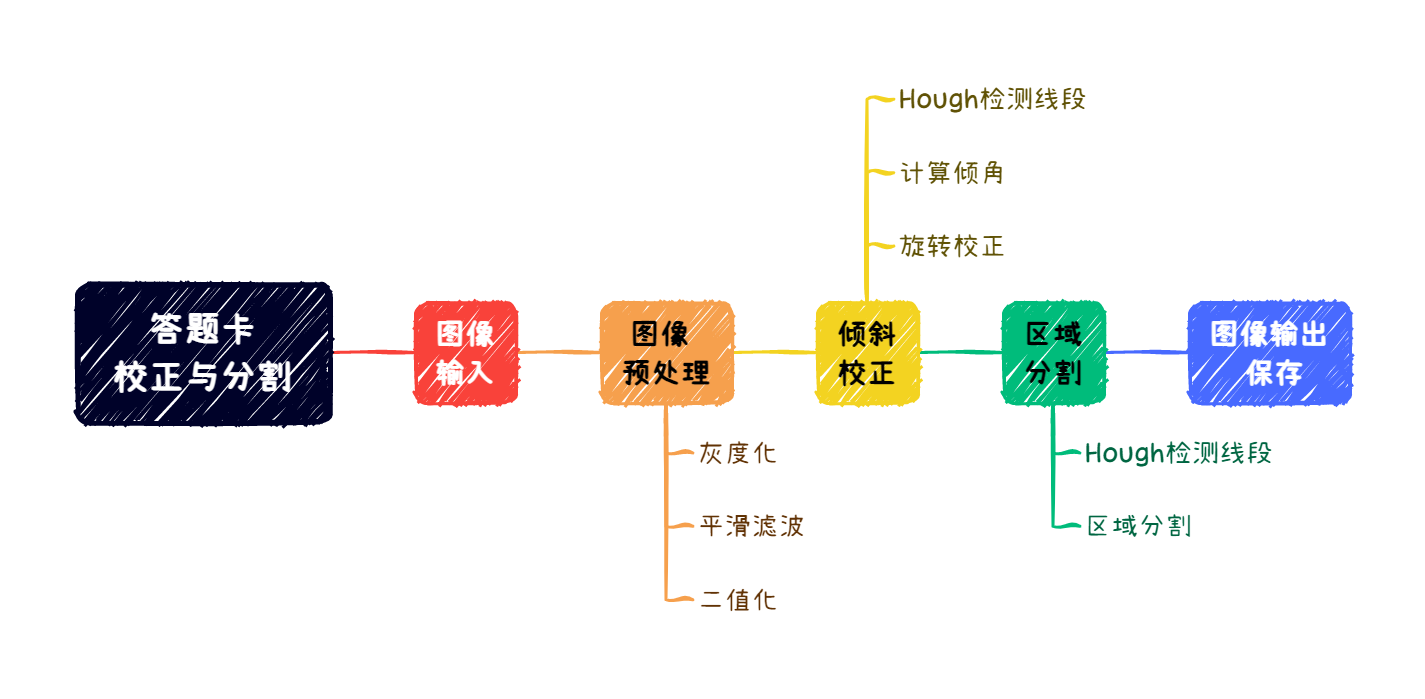 答题卡
校正与分割
图像
输入
图像
预处理
灰度化
平滑滤波
二值化
倾斜
校正
Hough检测线段
计算倾角
旋转校正
区域
分割
Hough检测线段
区域分割
图像输出
保存